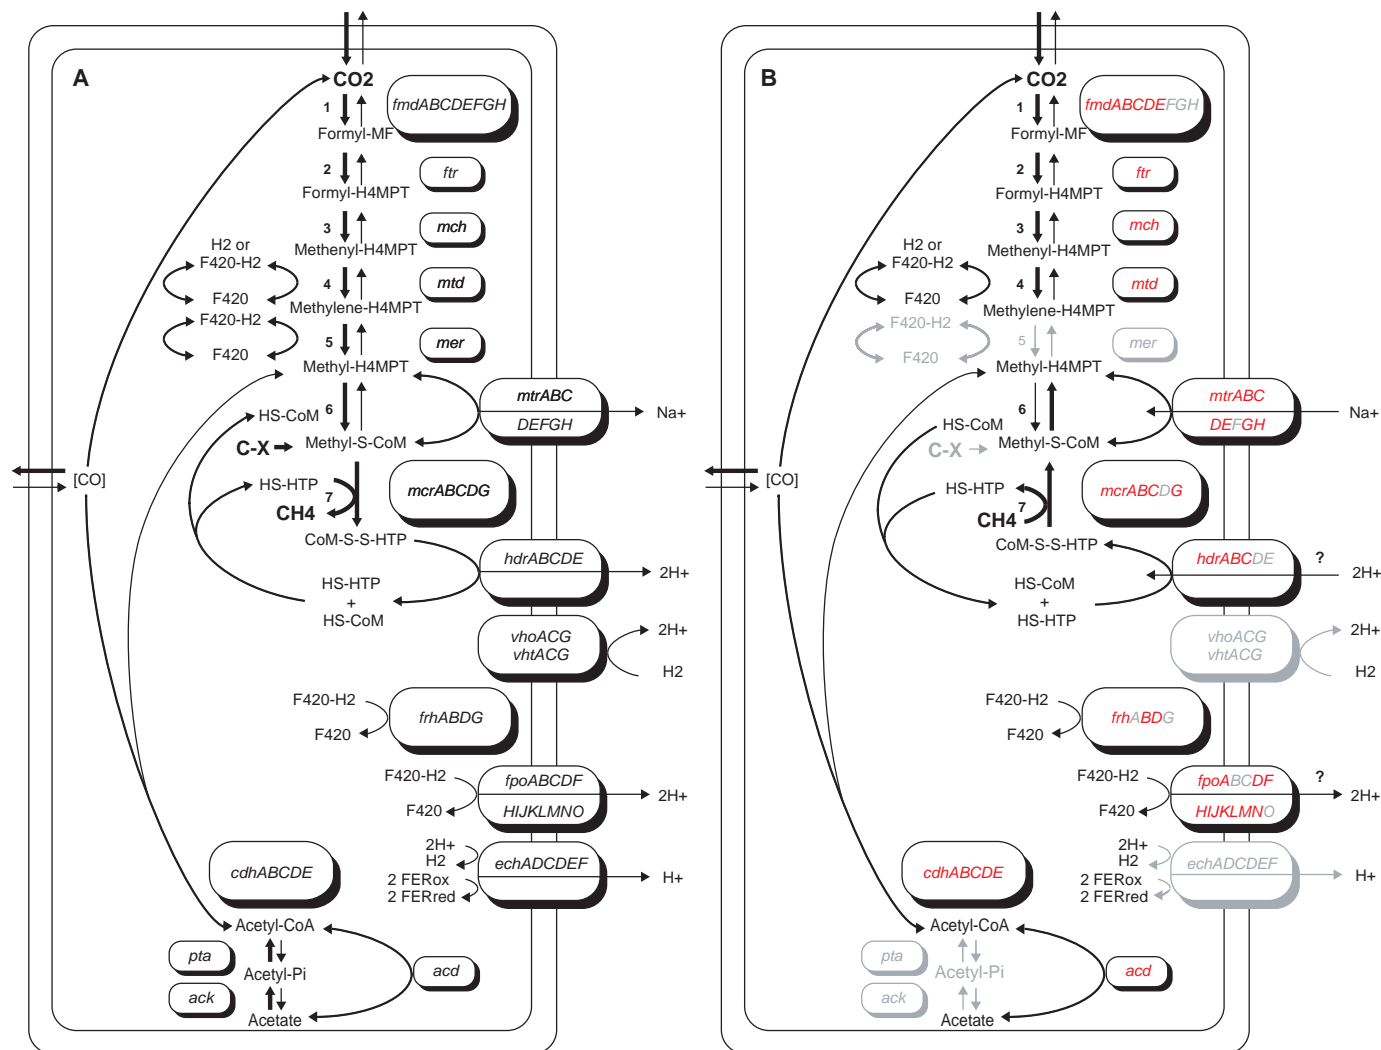 A
CO2
1
fmdABCDEFGH
Formyl-MF
2
ftr
Formyl-H4MPT
3
mch
H2 or
Methenyl-H4MPT
F420-H2
4
mtd
F420
Methylene-H4MPT
F420-H2
5
mer
F420
Methyl-H4MPT
mtrABC
HS-CoM
6
Na+
DEFGH
C-X
Methyl-S-CoM
[CO]
HS-HTP
7
mcrABCDG
CH4
CoM-S-S-HTP
hdrABCDE
HS-HTP
2H+
+
HS-CoM
vhoACG
2H+
vhtACG
H2
F420-H2
frhABDG
F420
F420-H2
fpoABCDF
2H+
F420
HIJKLMNO
2H+
H2
echADCDEF
2 FERox
H+
2 FERred
cdhABCDE
Acetyl-CoA
pta
Acetyl-Pi
acd
ack
Acetate
B
CO2
1
fmdABCDEFGH
Formyl-MF
2
ftr
Formyl-H4MPT
3
mch
H2 or
Methenyl-H4MPT
F420-H2
4
mtd
F420
Methylene-H4MPT
F420-H2
5
mer
F420
Methyl-H4MPT
mtrABC
HS-CoM
6
Na+
DEFGH
C-X
Methyl-S-CoM
[CO]
HS-HTP
7
mcrABCDG
CH4
CoM-S-S-HTP
hdrABCDE
?
HS-CoM
2H+
+
HS-HTP
vhoACG
2H+
vhtACG
H2
F420-H2
frhABDG
F420
F420-H2
fpoABCDF
?
2H+
F420
HIJKLMNO
2H+
H2
echADCDEF
2 FERox
H+
2 FERred
cdhABCDE
Acetyl-CoA
pta
Acetyl-Pi
acd
ack
Acetate